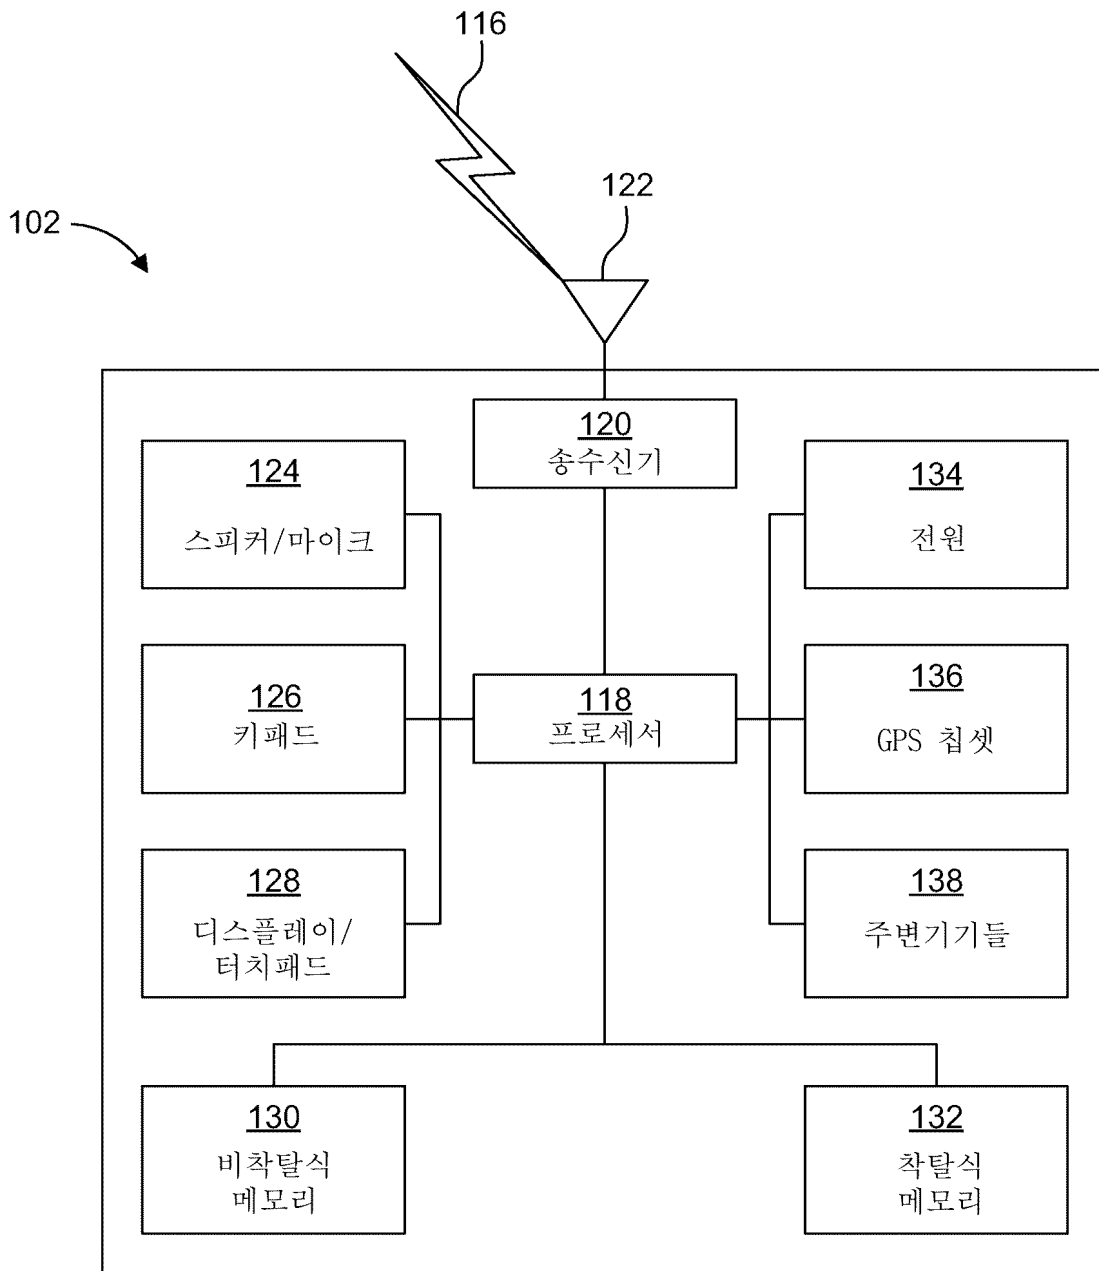 116
122
102
120
송수신기
124
스피커/마이크
134
전원
126
키패드
118
프로세서
136
GPS 칩셋
128
디스플레이/
터치패드
138
주변기기들
130
비착탈식
메모리
132
착탈식
메모리